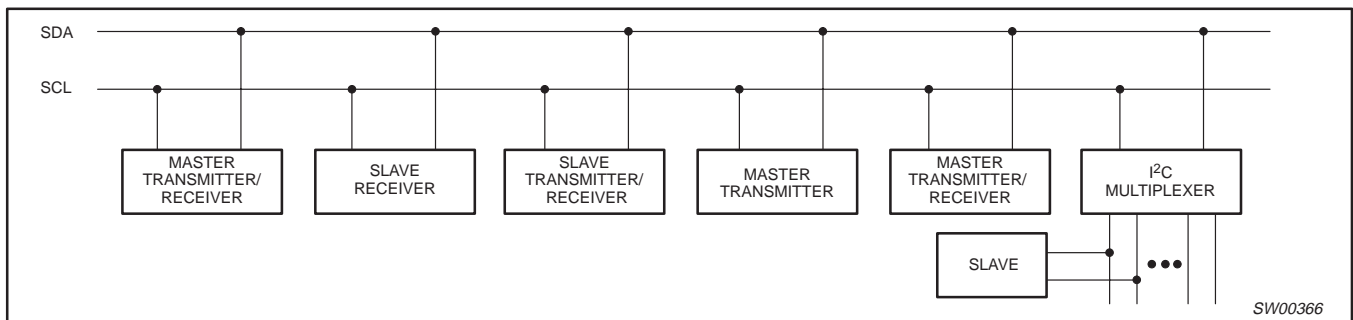 SDA
SCL
MASTER
TRANSMITTER/
RECEIVER
SLAVE
RECEIVER
SLAVE
TRANSMITTER/
RECEIVER
MASTER
TRANSMITTER
MASTER
TRANSMITTER/
RECEIVER
I²C
MULTIPLEXER
SLAVE
SW00366